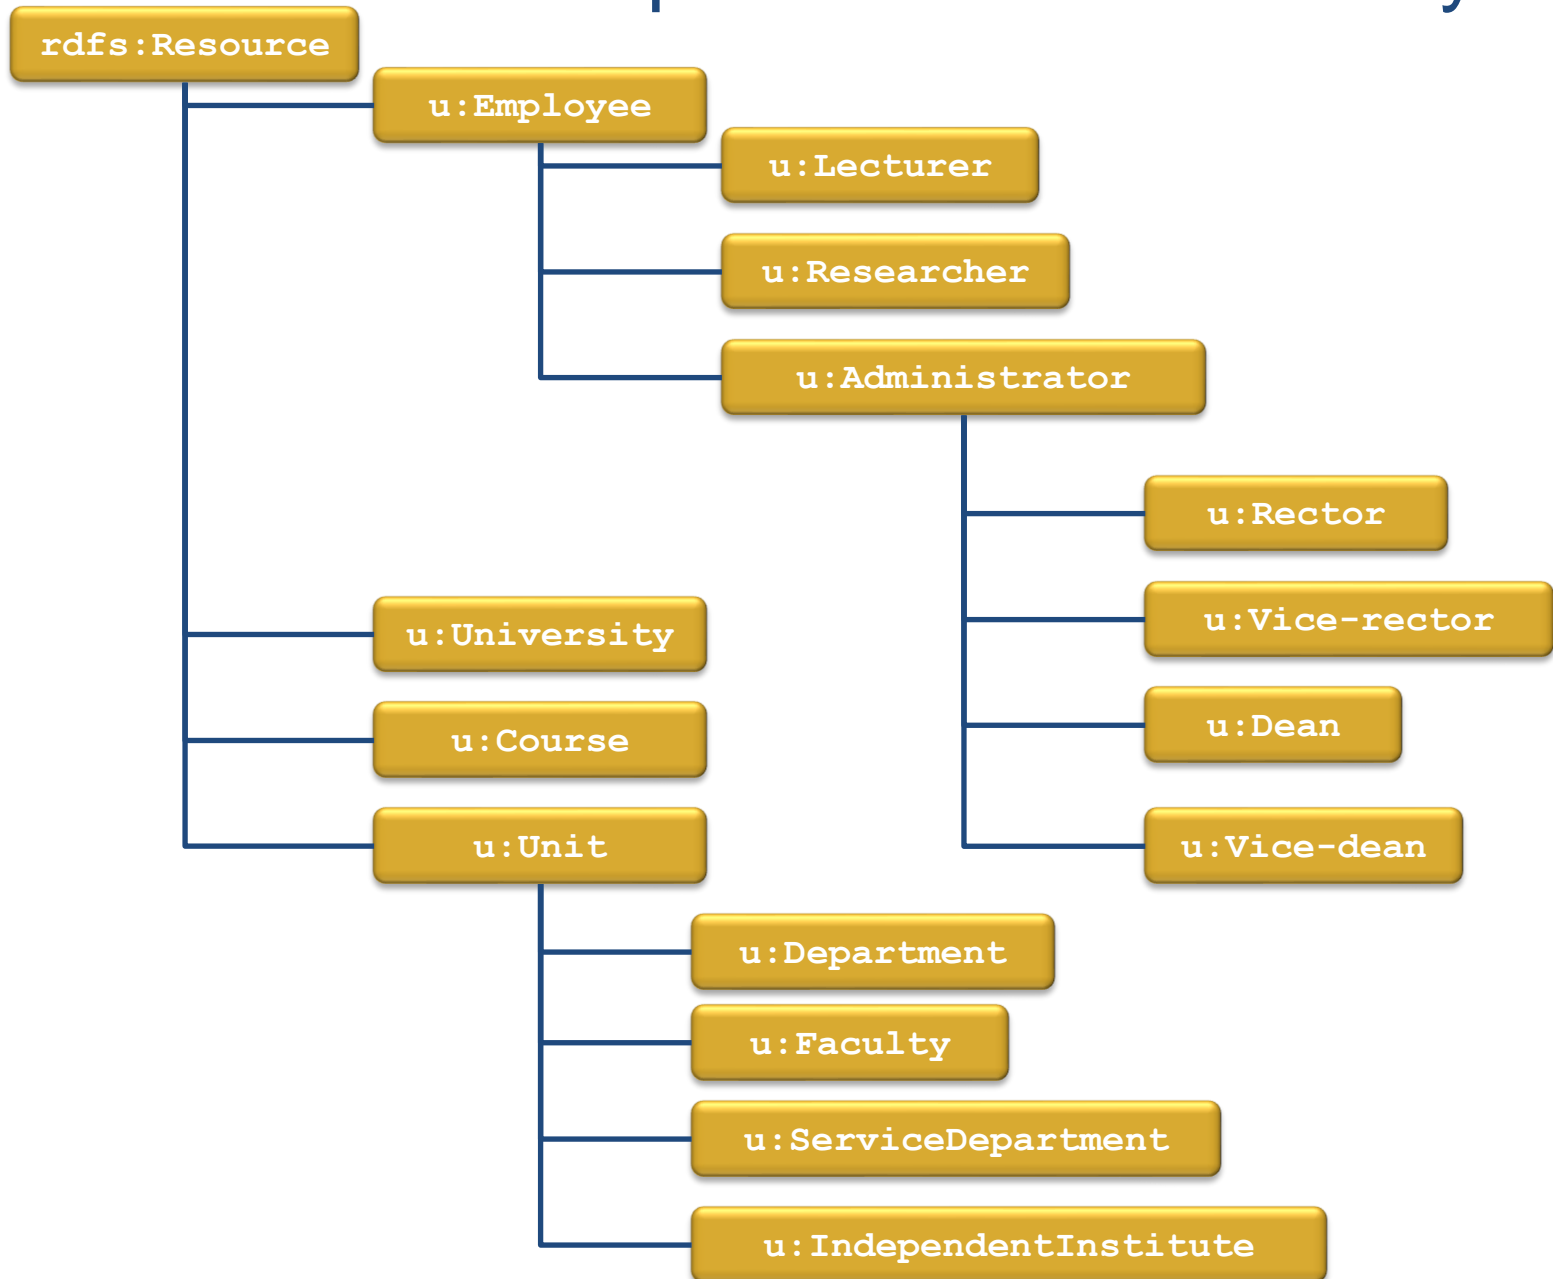 rdfs:Resource
u:Employee
u:Lecturer
u:Researcher
u:Administrator
u:Rector
u:Vice-rector
u:Dean
u:Vice-dean
u:University
u:Course
u:Unit
u:Department
u:Faculty
u:ServiceDepartment
u:IndependentInstitute